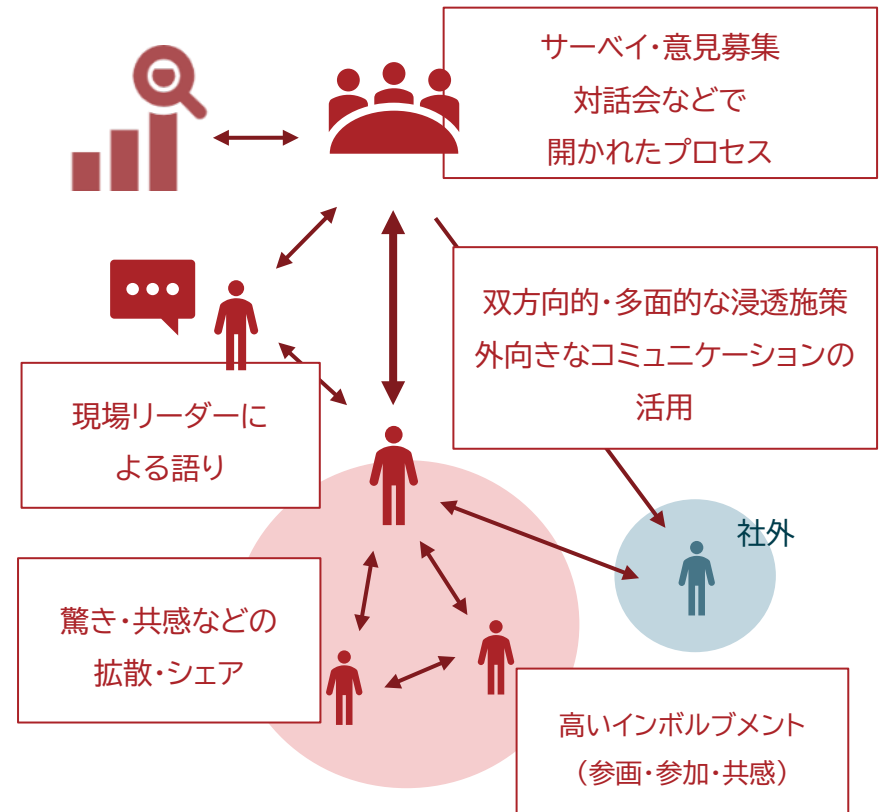 サーベイ・意見募集
対話会などで
開かれたプロセス
双方向的・多面的な浸透施策
外向きなコミュニケーションの
活用
現場リーダーに
よる語り
社外
驚き・共感などの
拡散・シェア
高いインボルブメント
（参画・参加・共感）